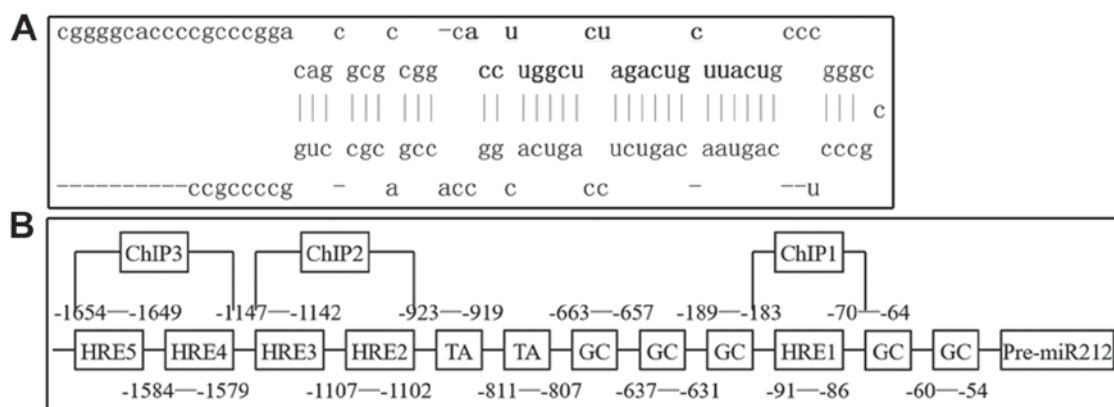 A
cggggcaccccgcccgga c c -ca u cu c ccc
cag gcg cgg cc uggcu agacug uuacug gggc
||| ||| ||| || ||||| |||||| |||||| ||| c
guc cgc gcc gg acuga ucugac aaugac cccg
----------ccgccccg - a acc c cc - --u
B
ChIP3 ChIP2 ChIP1
-1654—-1649 -1147—-1142 -923—-919 -663—-657 -189—-183 -70—-64
HRE5 HRE4 HRE3 HRE2 TA TA GC GC GC HRE1 GC GC Pre-miR212
-1584—-1579 -1107—-1102 -811—-807 -637—-631 -91—-86 -60—-54